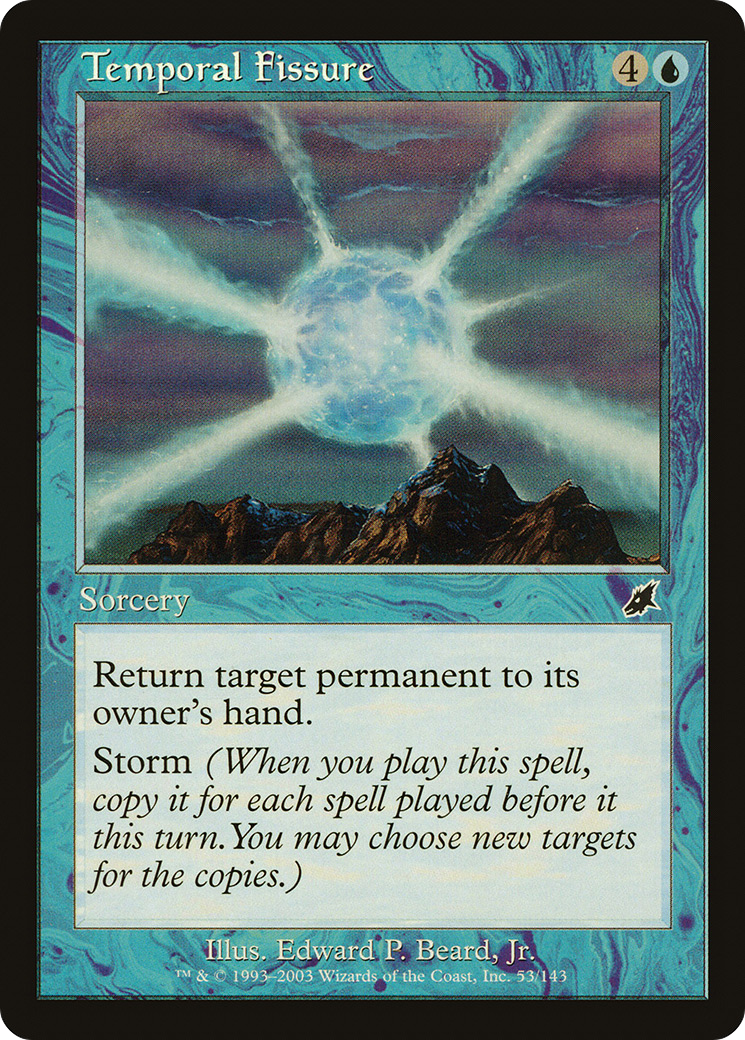 Temporal Fissure 4
Sorcery
Return target permanent to its
owner's hand.
Storm (When you play this spell,
copy it for each spell played before it
this turn. You may choose new targets
for the copies.)
Illus. Edward P. Beard, Jr.
™ & © 1993–2003 Wizards of the Coast, Inc. 53/143